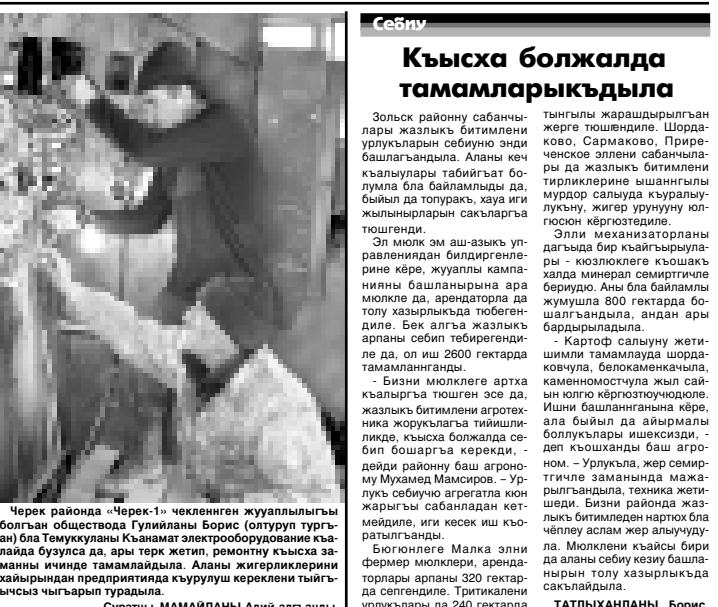 Себиу
Къысха болжалда
тамамларыкъдыла
Зольск районну сабанчы-
лары жазлыкъ битимлени
урлукъларын себиуню энди
башлагъандыла. Аланы кеч
къалыулары табийгъат бо-
лумла бла байламлыды да,
быйыл да топуракъ, хауа иги
жылынырларын сакъларгъа
тюшгенди.
Эл мюлк эм аш-азыкъ уп-
равлениядан билдиргенле-
рине кёре, жууаплы кампа-
нияны башланырына ара
мюлкле да, арендаторла да
толу хазырлыкъда тюбеген-
диле. Бек алгъа жазлыкъ
арпаны себип тебирегенди-
ле да, ол иш 2600 гектарда
тамамланнганды.
- Бизни мюлклеге артха
къалыргъа тюшген эсе да,
жазлыкъ битимлени агротех-
ника жорукълагъа тийишли-
ликде, къысха болжалда се-
бип бошаргъа керекди, -
дейди районну баш агроно-
му Мухамед Мамсиров. – Ур-
лукъ себиучю агрегатла кюн
жарыгъы сабанладан кет-
мейдиле, иги кесек иш къо-
ратылгъанды.
Бюгюнлеге Малка элни
фермер мюлклери, аренда-
торлары арпаны 320 гектар-
да сепгендиле. Тритикалени
урлукълары да 240 гектарда
тынгылы жарашдырылгъан
жерге тюшгендиле. Шорда-
ково, Сармаково, Прире-
ченское эллени сабанчыла-
ры да жазлыкъ битимлени
тирликлерине ышаннгылы
мурдор салыуда къуралыу-
лукъну, жигер урунууну юл-
гюсюн кёргюзтедиле.
Элли механизаторланы
дагъыда бир къайгъырыула-
ры - кюзлюклеге къошакъ
халда минерал семиртгичле
бериудю. Аны бла байламлы
жумушла 800 гектарда бо-
шалгъандыла, андан ары
бардырыладыла.
- Картоф салыуну жети-
шимли тамамлауда шорда-
ковчула, белокаменкачыла,
каменномостчула жыл сай-
ын юлгю кёргюзтюучюдюле.
Ишни башланнганына кёре,
ала быйыл да айырмалы
боллукълары ишексизди, -
деп къошханды баш агро-
ном. – Урлукъла, жер семир-
тгичле заманында мажа-
рылгъандыла, техника жети-
шеди. Бизни районда жаз-
лыкъ битимледен нартюх бла
чёплеу аслам жер алыучуду-
ла. Мюлклени къайсы бири
да аланы себиу кезиу башла-
нырын толу хазырлыкъда
сакълайдыла.
ТАТЛЫХАНЛАНЫ Борис.
Черек районда «Черек-1» чекленнген жууаплылыгъы
болгъан обществода Гулийланы Борис (олтуруп тургъ-
ан) бла Темуккуланы Къанамат электрооборудование къа-
лайда бузулса да, ары терк жетип, ремонтну къысха за-
манны ичинде тамамлайдыла. Аланы жигерликлерини
хайырындан предприятияда къурулуш кереклени тыйгъ-
ычсыз чыгъарып турадыла.
Суратны МАМАЙЛАНЫ Алий алгъанды.